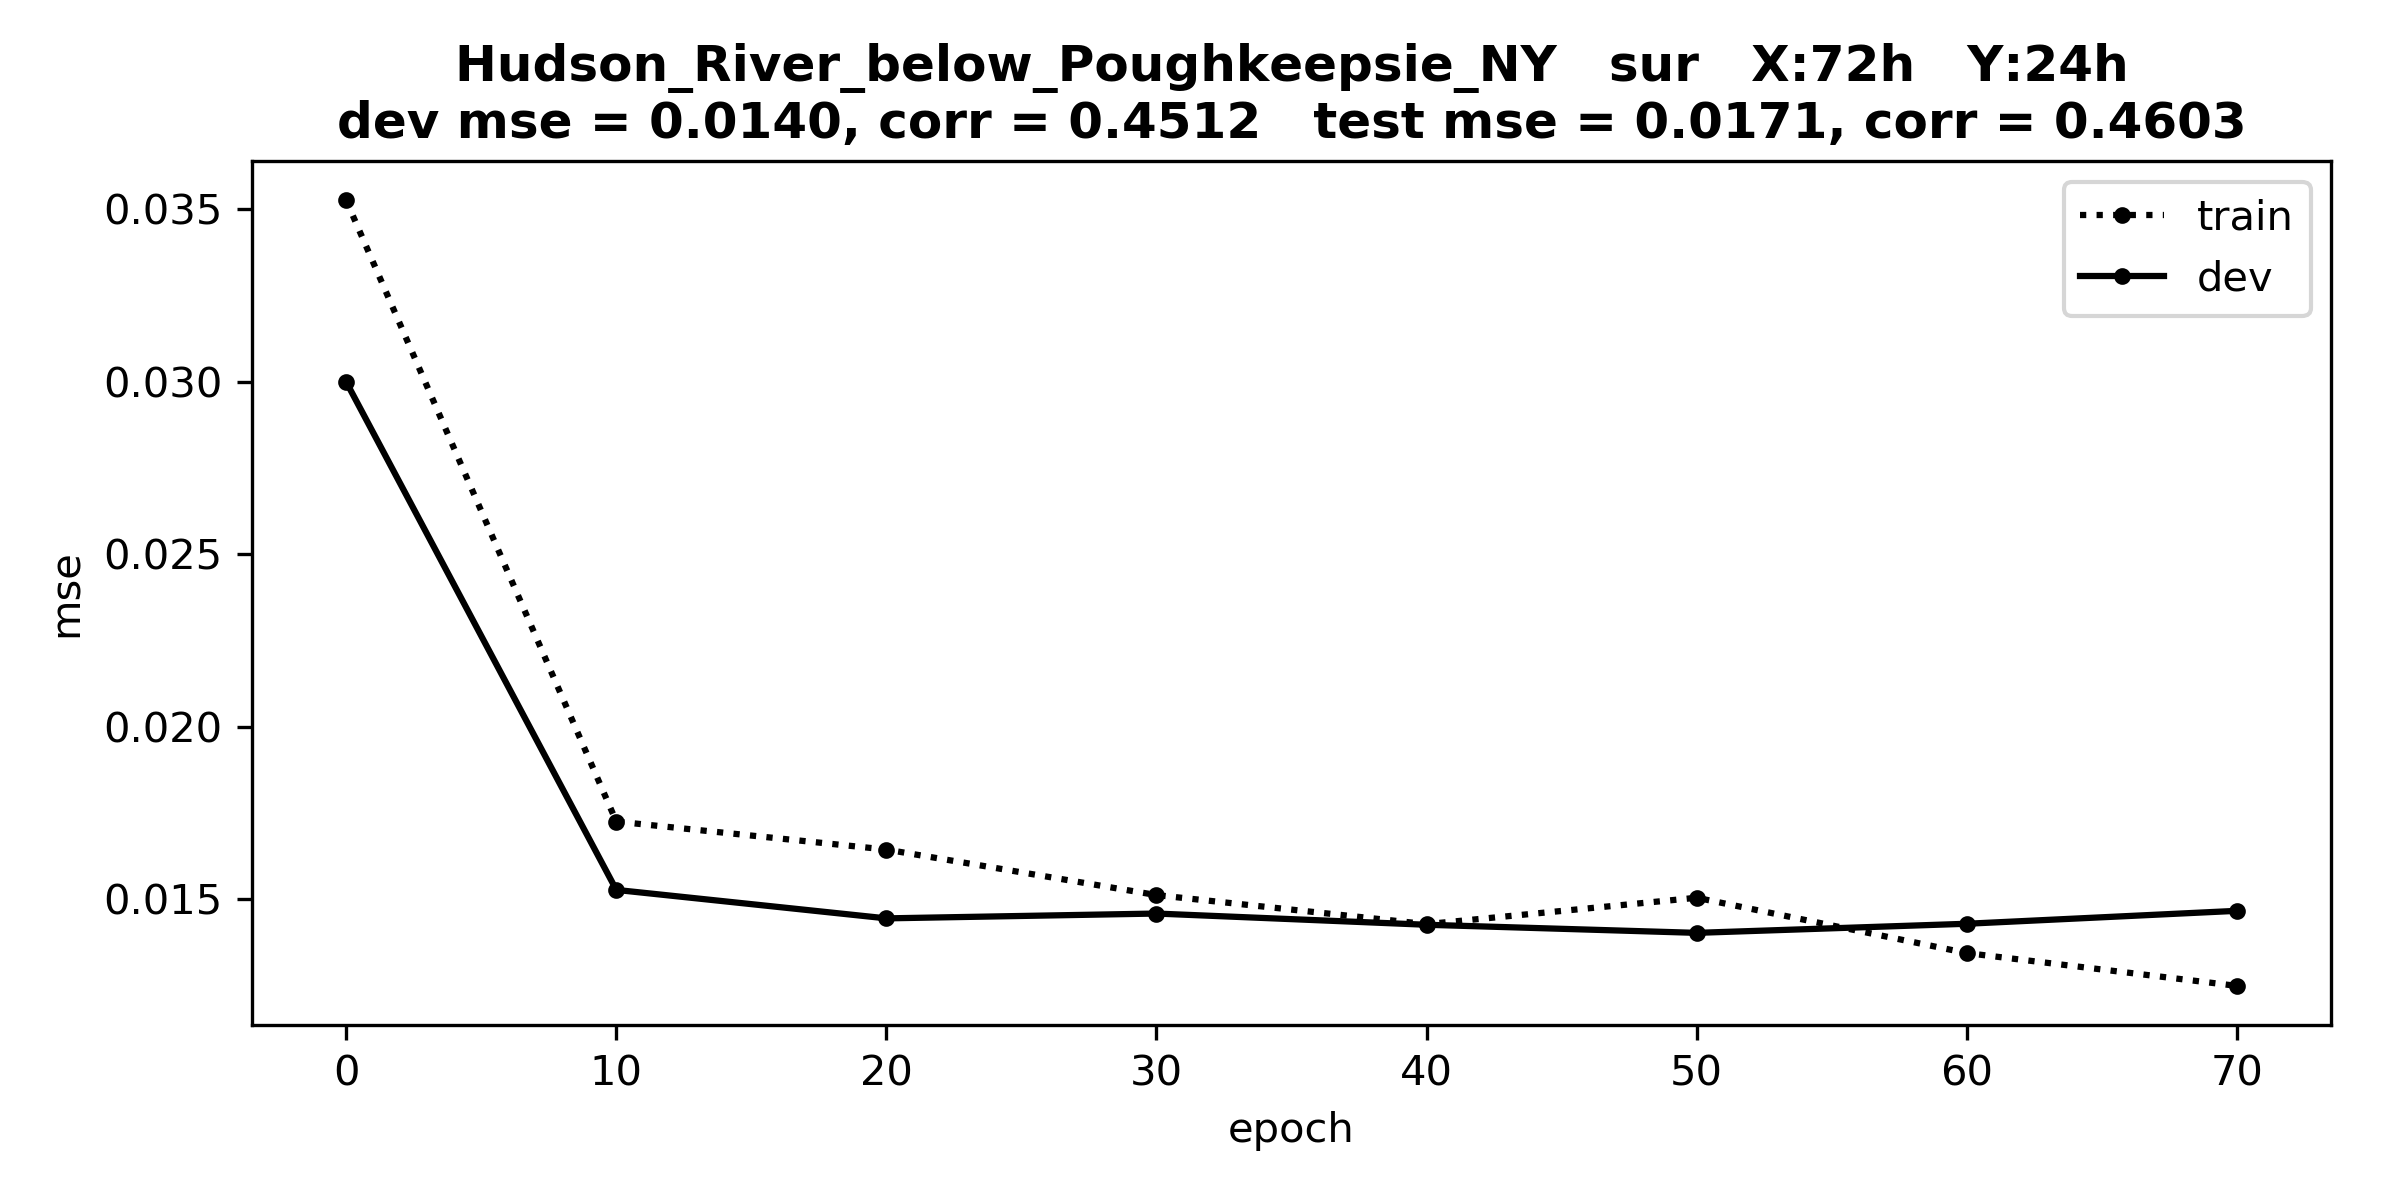 Hudson_River_below_Poughkeepsie_NY   sur   X:72h   Y:24h
dev mse = 0.0140, corr = 0.4512   test mse = 0.0171, corr = 0.4603
train
dev
0.035
0.030
0.025
0.020
0.015
mse
0 10 20 30 40 50 60 70
epoch